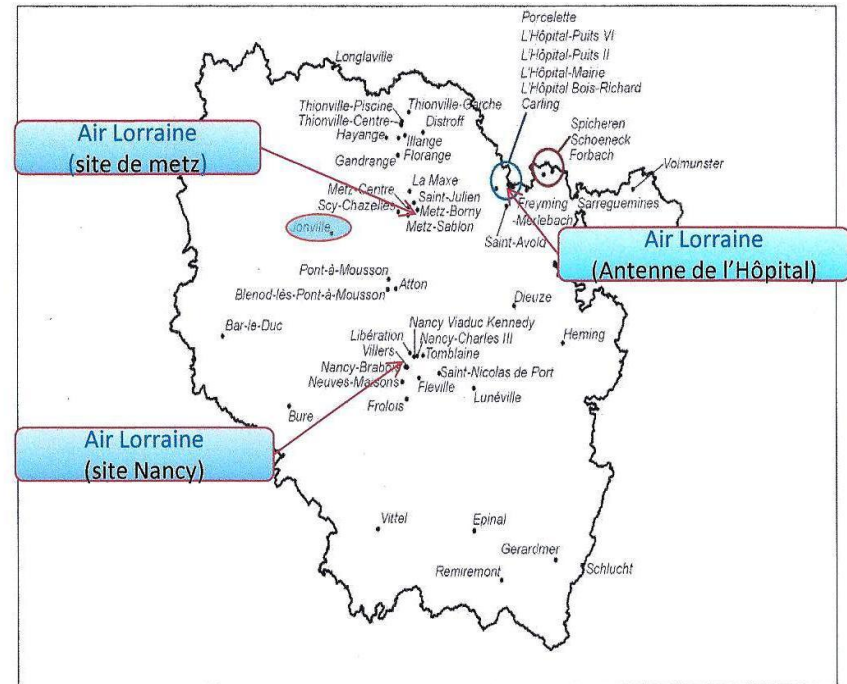 Porcelette
L'Hôpital-Puits VI
L'Hôpital-Puits II
L'Hôpital-Maine
L'Hôpital Bois-Richard
Carling
Longlaville
Thionville-Piscine
Thionville-Garche
Thionville-Centre
Distroff
Hayange
Illange
Florange
Gandrange
Spicheren
Schoeneck
Forbach
Volmunster
Air Lorraine
(site de metz)
La Maxe
Metz-Centre
Saint-Julien
Scy-Chazelles
Metz-Borny
Metz-Sablon
Freyming
-Merlebach
Sarreguemines
Saint-Avold
Jonville
Air Lorraine
(Antenne de l'Hôpital)
Pont-à-Mousson
Atton
Blenod-lès-Pont-à-Mousson
Dieuze
Bar-le-Duc
Nancy Viaduc Kennedy
Libération
Nancy-Charles III
Villers
Tomblaine
Heming
Nancy-Brabois
Saint-Nicolas de Port
Neuves-Maisons
Fleville
Lunéville
Frolois
Bure
Air Lorraine
(site Nancy)
Vittel
Epinal
Gerardmer
Schlucht
Remiremont